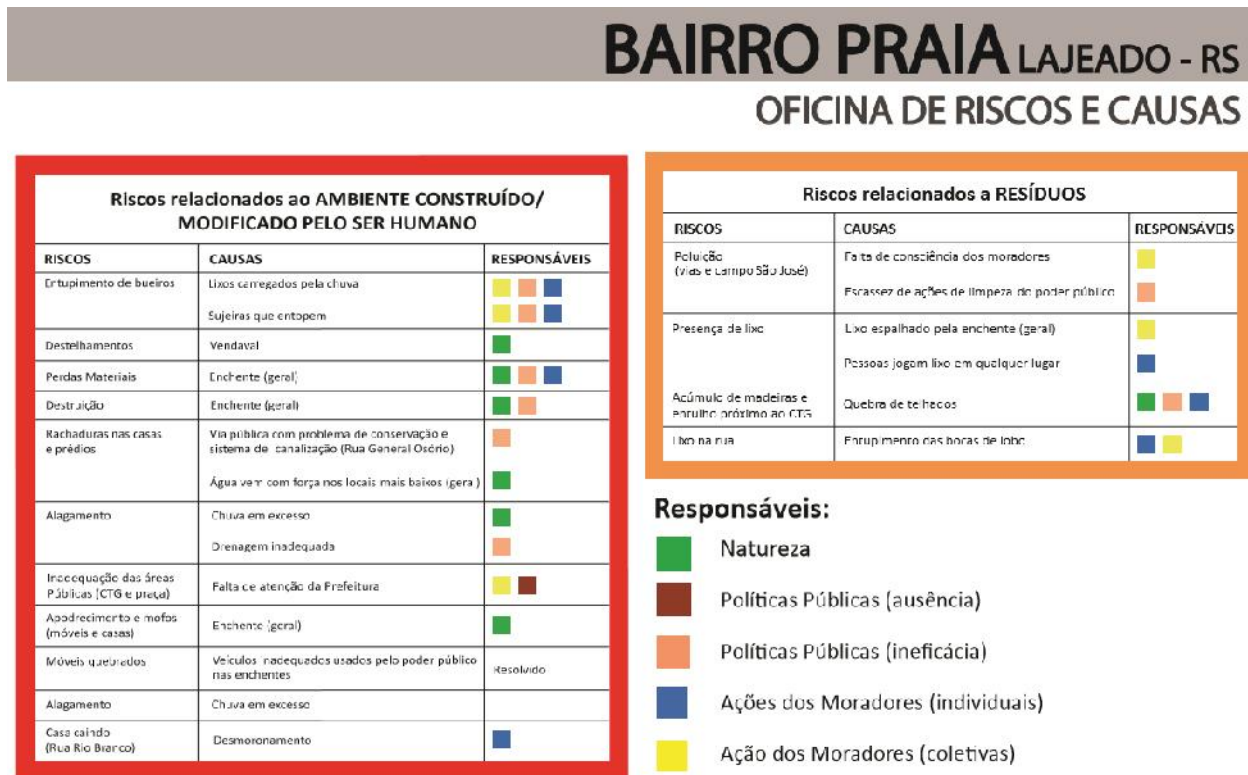 BAIRRO PRAIA LAJEADO - RS
OFICINA DE RISCOS E CAUSAS
Riscos relacionados ao AMBIENTE CONSTRUÍDO/
MODIFICADO PELO SER HUMANO
RISCOS CAUSAS RESPONSÁVEIS
Entupimento de bueiros Lixos carregados pela chuva
Sujeiras que entopem
Destelhamentos Vendaval
Perdas Materiais Enchente (geral)
Destruição Enchente (geral)
Rachaduras nas casas
e prédios
Via pública com problema de conservação e
sistema de canalização (Rua General Osório)
Água vem com força nos locais mais baixos (geral)
Alagamento Chuva em excesso
Drenagem inadequada
Inadequação das áreas
Públicas (CTG e praça)
Falta de atenção da Prefeitura
Apodrecimento e mofos
(móveis e casas)
Enchente (geral)
Móveis quebrados
Veículos inadequados usados pelo poder público
nas enchentes
Resolvido
Alagamento Chuva em excesso
Casa caindo
(Rua Rio Branco)
Desmoronamento
Riscos relacionados a RESÍDUOS
RISCOS CAUSAS RESPONSÁVEIS
Poluição
(vias e campo São José)
Falta de consciência dos moradores
Escassez de ações de limpeza do poder público
Presença de lixo Lixo espalhado pela enchente (geral)
Pessoas jogam lixo em qualquer lugar
Acúmulo de madeiras e
entulho próximo ao CTG
Quebra de telhados
Lixo na rua Entupimento das bocas de lobo
Responsáveis:
Natureza
Políticas Públicas (ausência)
Políticas Públicas (ineficácia)
Ações dos Moradores (individuais)
Ação dos Moradores (coletivas)